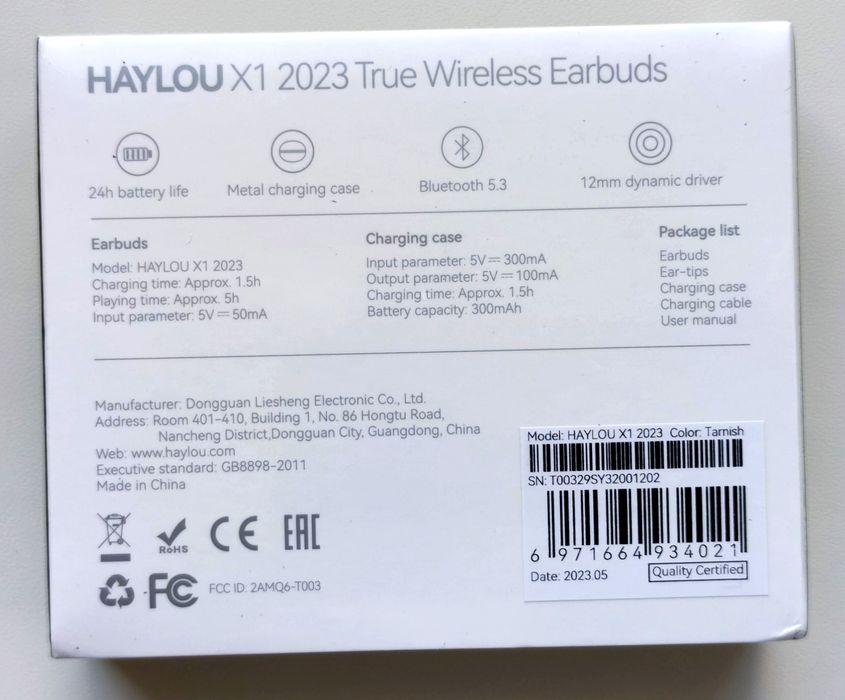 HAYLOU X1 2023 True Wireless Earbuds
24h battery life
Metal charging case
Bluetooth 5.3
12mm dynamic driver
Earbuds
Model: HAYLOU X1 2023
Charging time: Approx. 1.5h
Playing time: Approx. 5h
Input parameter: 5V⎓50mA
Charging case
Input parameter: 5V⎓300mA
Output parameter: 5V⎓100mA
Charging time: Approx. 1.5h
Battery capacity: 300mAh
Package list
Earbuds
Ear-tips
Charging case
Charging cable
User manual
Manufacturer: Dongguan Liesheng Electronic Co., Ltd.
Address: Room 401-410, Building 1, No. 86 Hongtu Road,
Nancheng District,Dongguan City, Guangdong, China
Web: www.haylou.com
Executive standard: GB8898-2011
Made in China
RoHS
CE
EAC
FC
FCC ID: 2AMQ6-T003
Model: HAYLOU X1 2023 Color: Tarnish
SN: T00329SY32001202
6 971664 934021
Date: 2023.05
Quality Certified